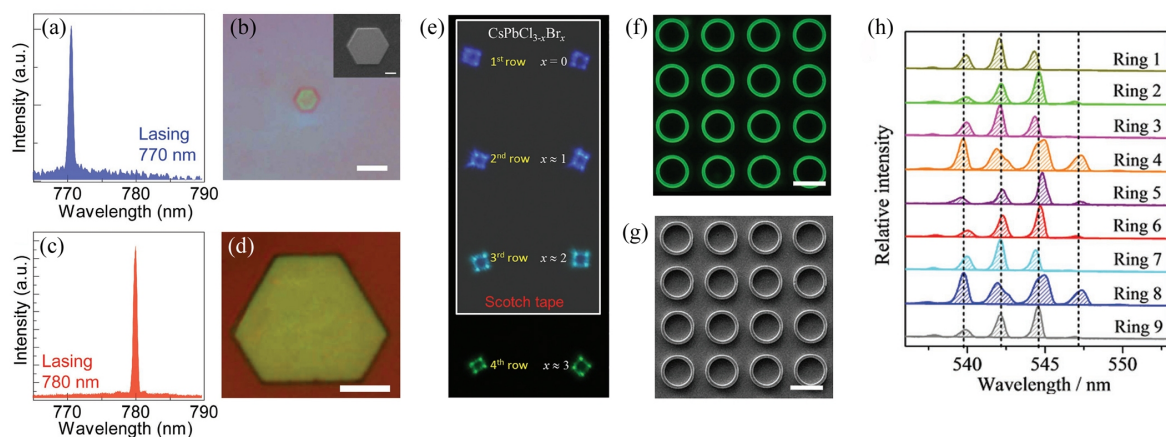 (a)
Intensity (a.u.)
Lasing
770 nm
770 780 790
Wavelength (nm)
(b)
(c)
Intensity (a.u.)
Lasing
780 nm
770 780 790
Wavelength (nm)
(d)
(e)
CsPbCl3-xBrx
1st row x = 0
2nd row x ≈ 1
3rd row x ≈ 2
Scotch tape
4th row x ≈ 3
(f)
(g)
(h)
Relative intensity
Ring 1
Ring 2
Ring 3
Ring 4
Ring 5
Ring 6
Ring 7
Ring 8
Ring 9
540 545 550
Wavelength / nm